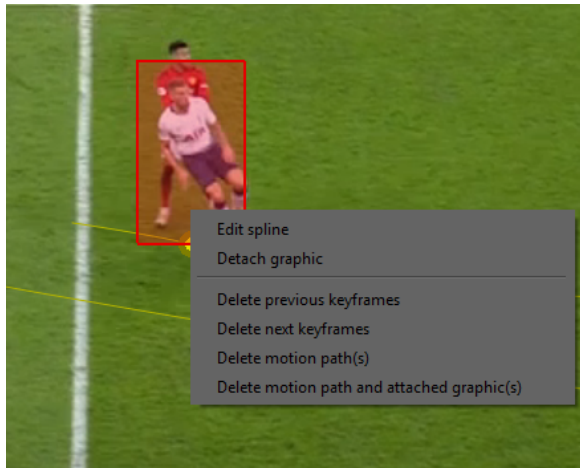 Edit spline
Detach graphic
Delete previous keyframes
Delete next keyframes
Delete motion path(s)
Delete motion path and attached graphic(s)